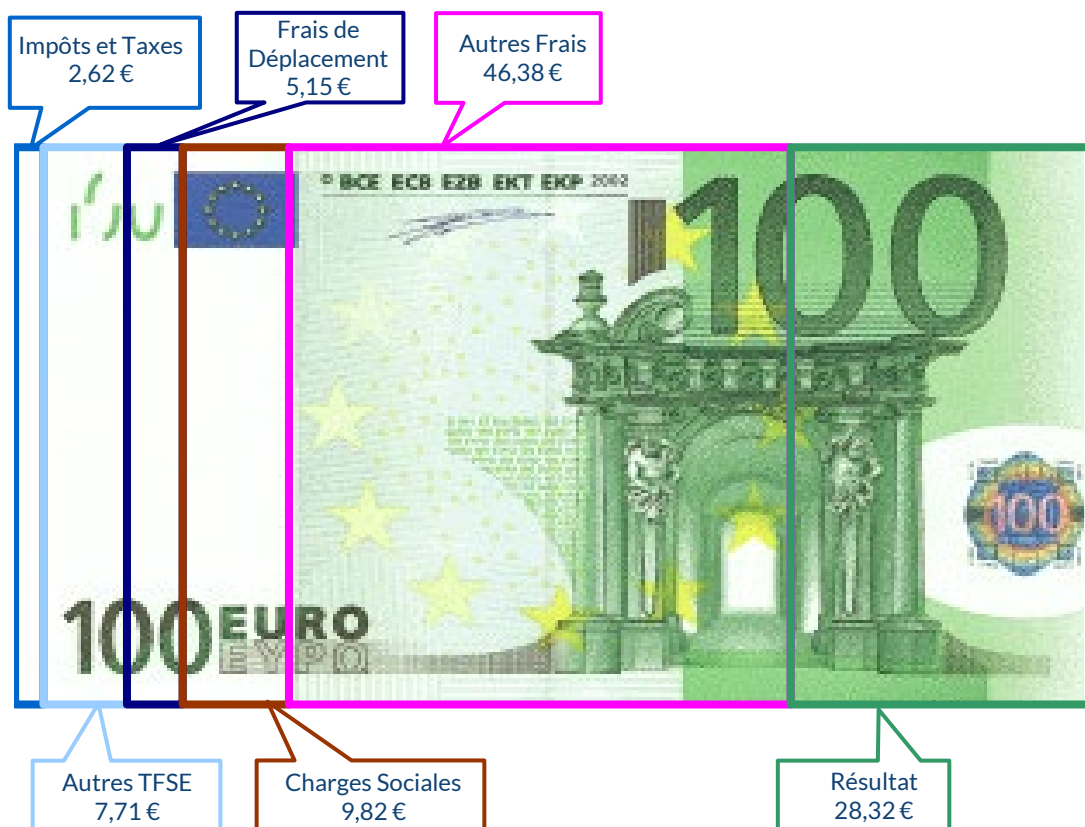 Impôts et Taxes
2,62 €
Frais de
Déplacement
5,15 €
Autres Frais
46,38 €
© BCE ECB EZB EKT EKP 2002
100
100
100 EURO
ΕΥΡΩ
Autres TFSE
7,71 €
Charges Sociales
9,82 €
Résultat
28,32 €